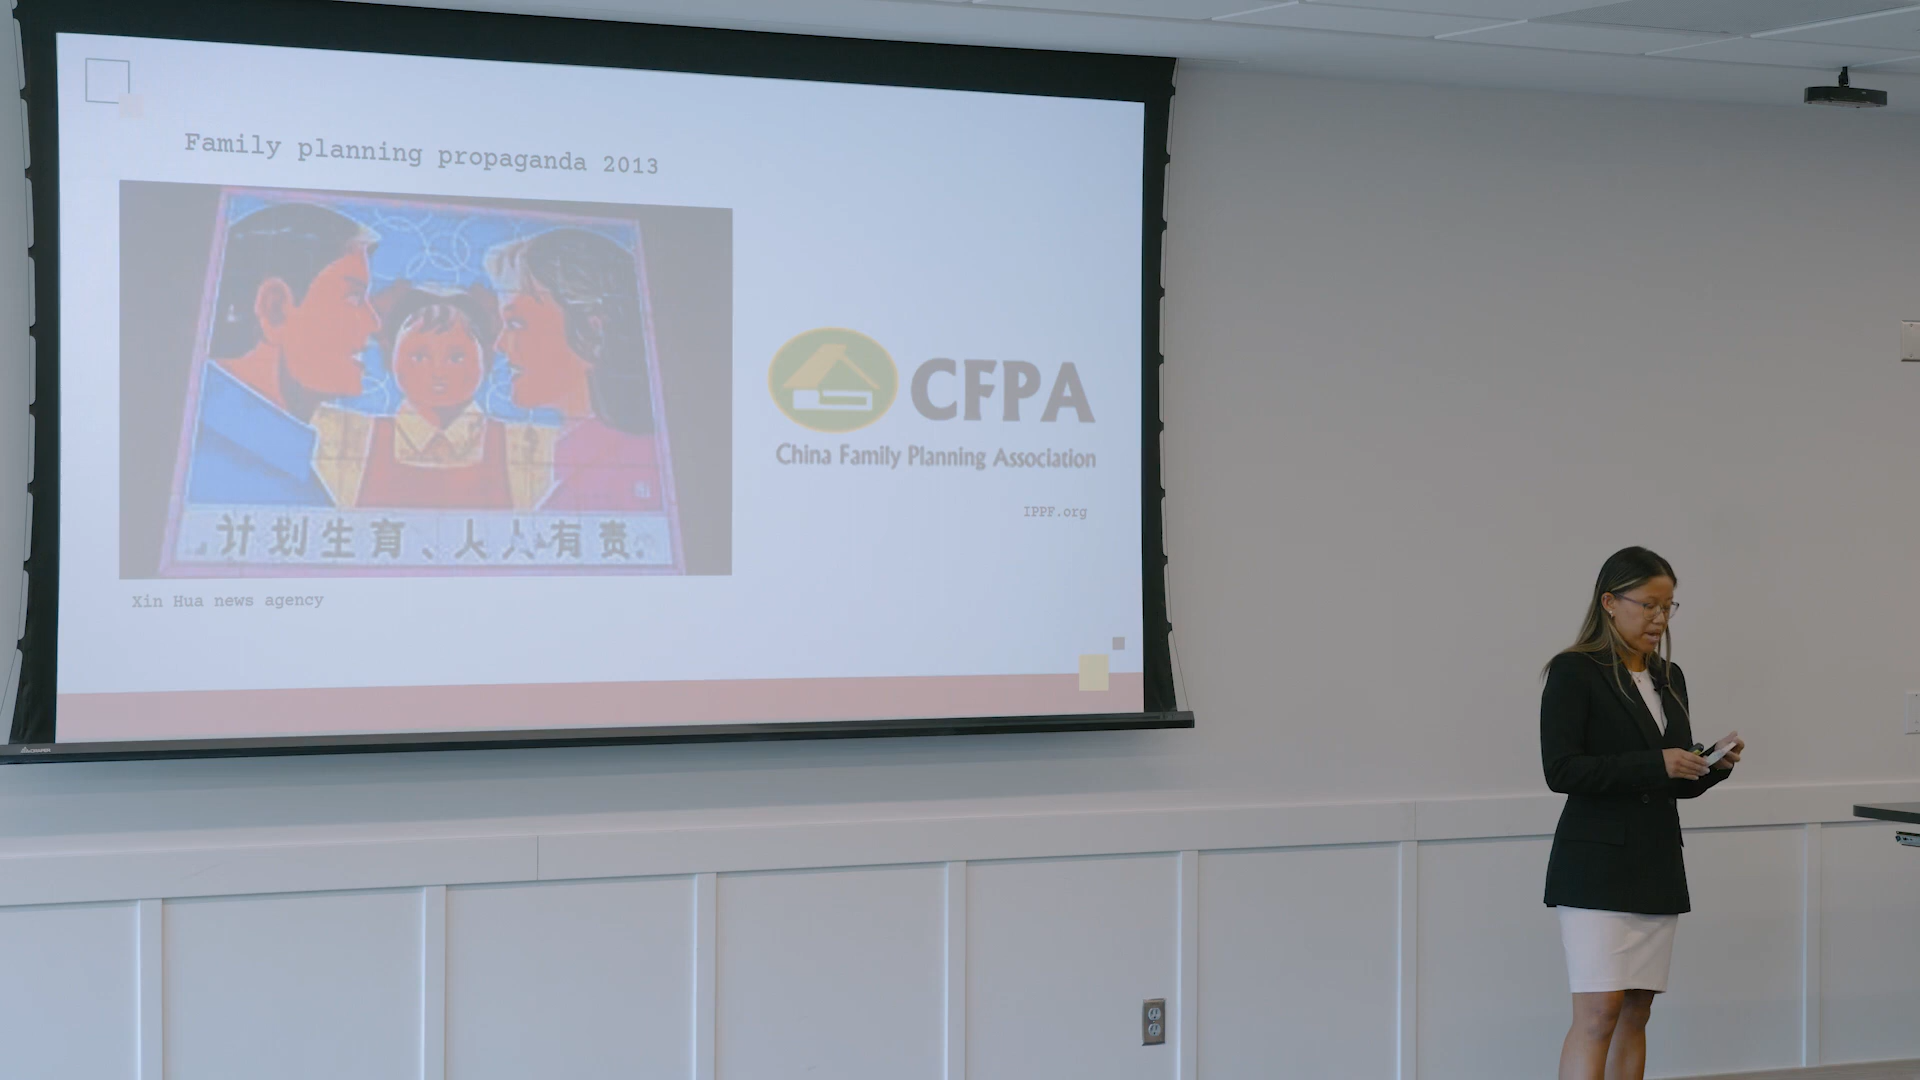 Family planning propaganda 2013
计划生育、人人有责。
CFPA
China Family Planning Association
IPPF.org
Xin Hua news agency